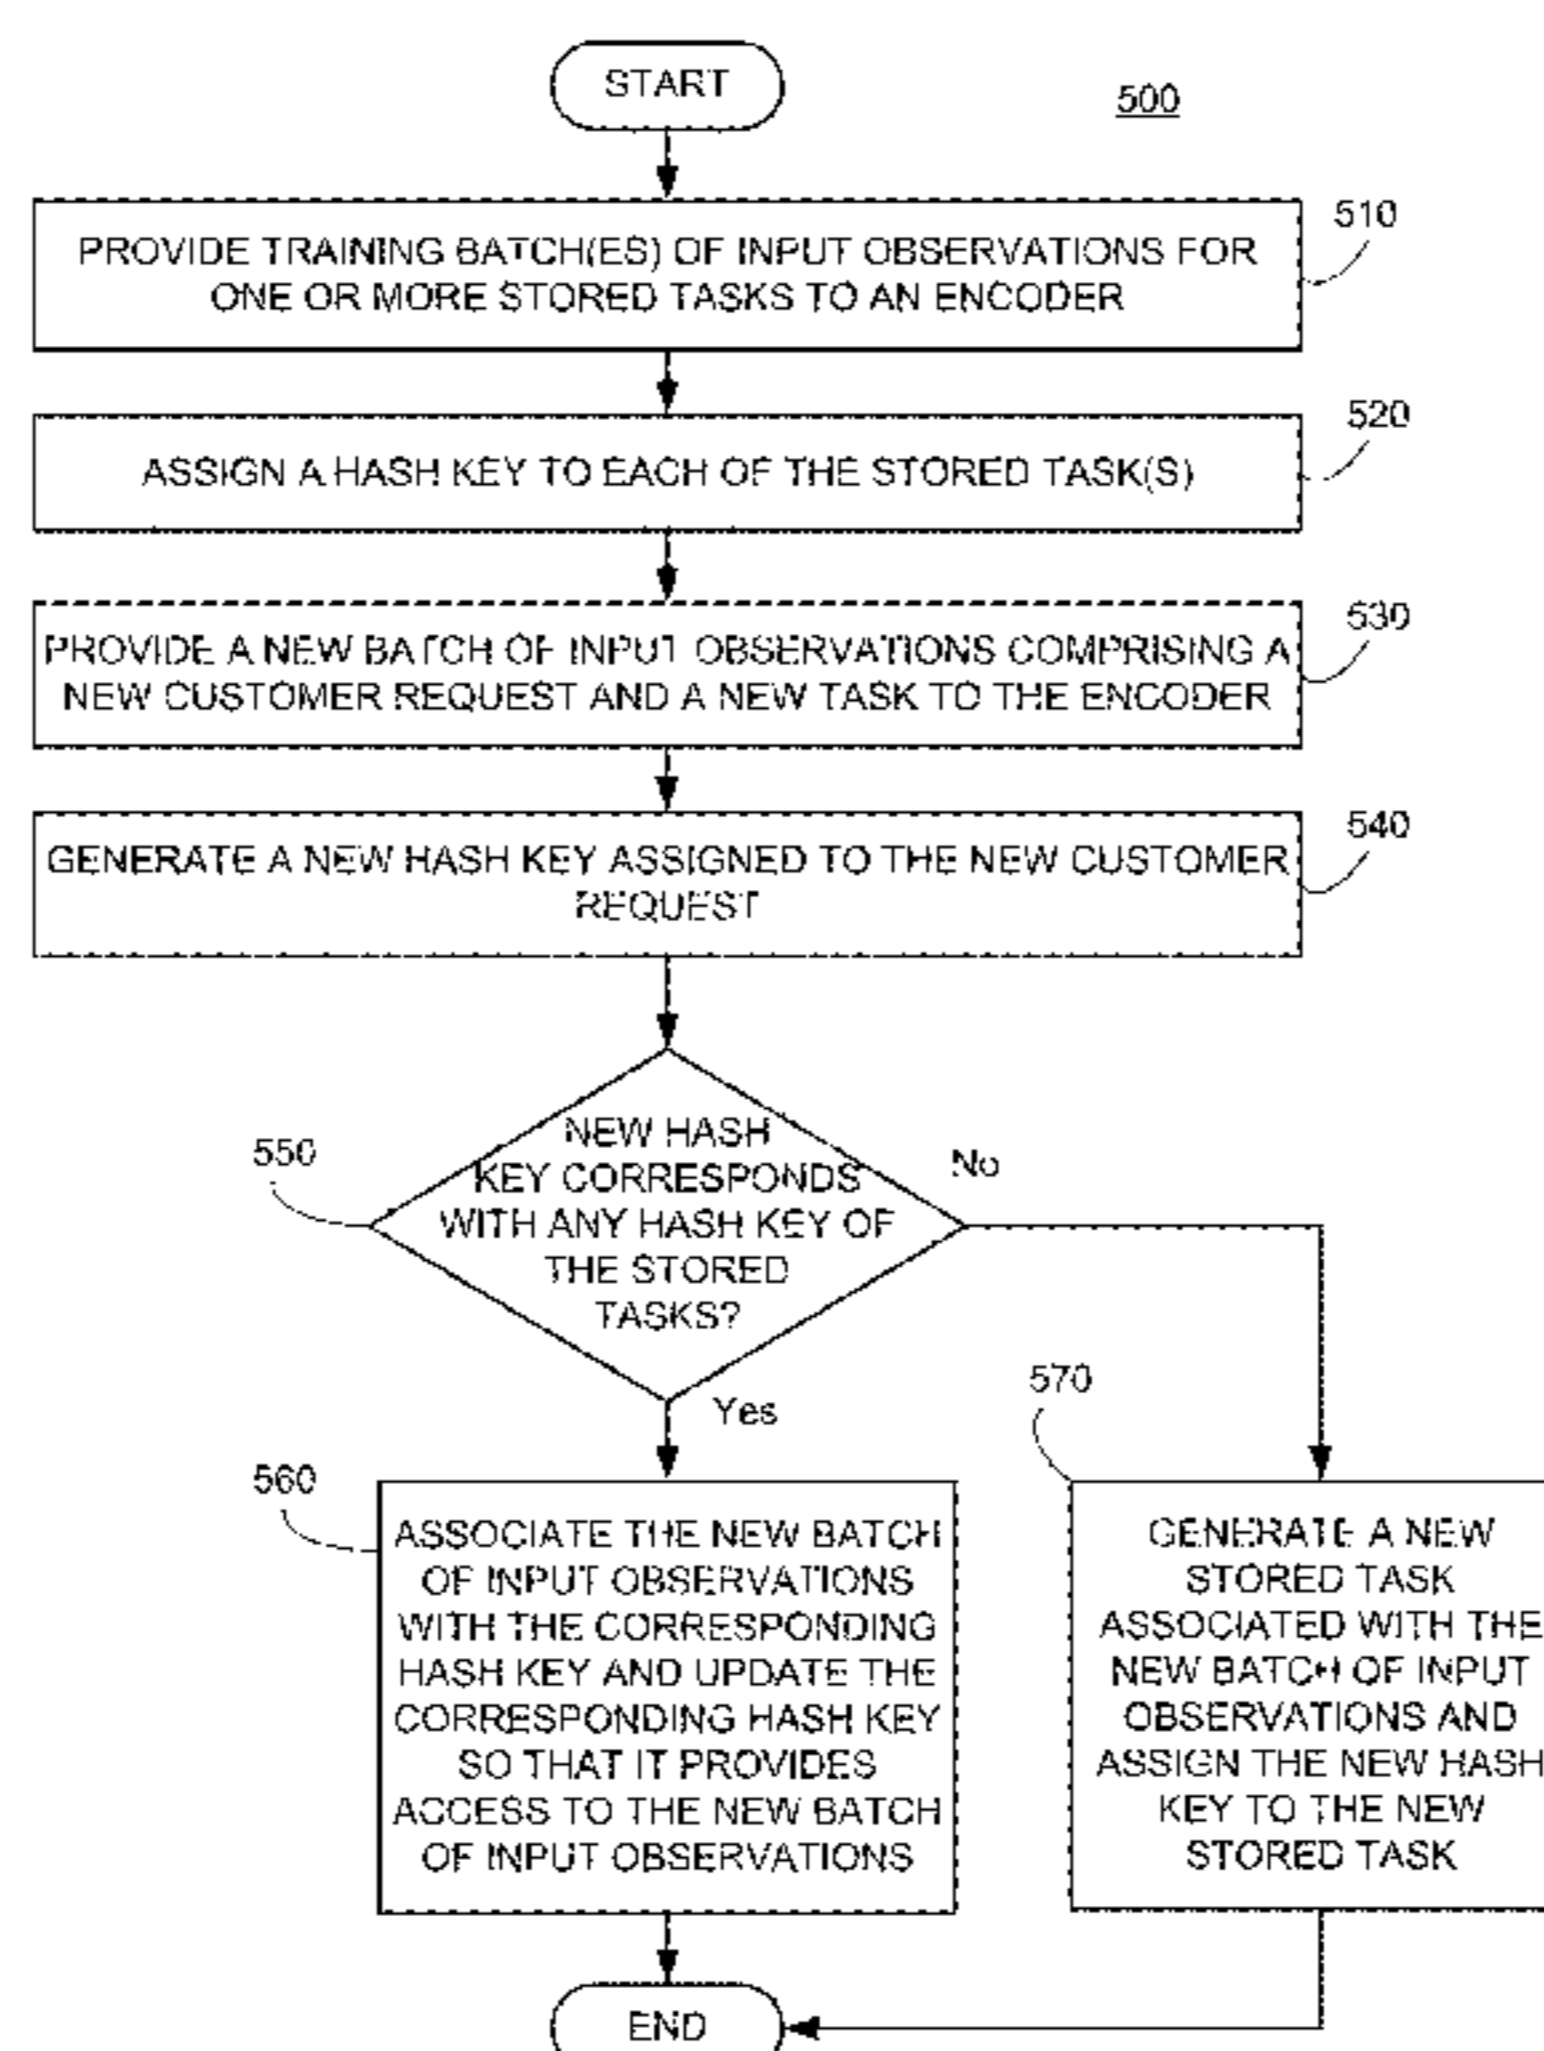 START
500
PROVIDE TRAINING BATCH(ES) OF INPUT OBSERVATIONS FOR
ONE OR MORE STORED TASKS TO AN ENCODER
510
ASSIGN A HASH KEY TO EACH OF THE STORED TASK(S)
520
PROVIDE A NEW BATCH OF INPUT OBSERVATIONS COMPRISING A
NEW CUSTOMER REQUEST AND A NEW TASK TO THE ENCODER
530
GENERATE A NEW HASH KEY ASSIGNED TO THE NEW CUSTOMER
REQUEST
540
550
NEW HASH
KEY CORRESPONDS
WITH ANY HASH KEY OF
THE STORED
TASKS?
No
Yes
560
ASSOCIATE THE NEW BATCH
OF INPUT OBSERVATIONS
WITH THE CORRESPONDING
HASH KEY AND UPDATE THE
CORRESPONDING HASH KEY
SO THAT IT PROVIDES
ACCESS TO THE NEW BATCH
OF INPUT OBSERVATIONS
570
GENERATE A NEW
STORED TASK
ASSOCIATED WITH THE
NEW BATCH OF INPUT
OBSERVATIONS AND
ASSIGN THE NEW HASH
KEY TO THE NEW
STORED TASK
END